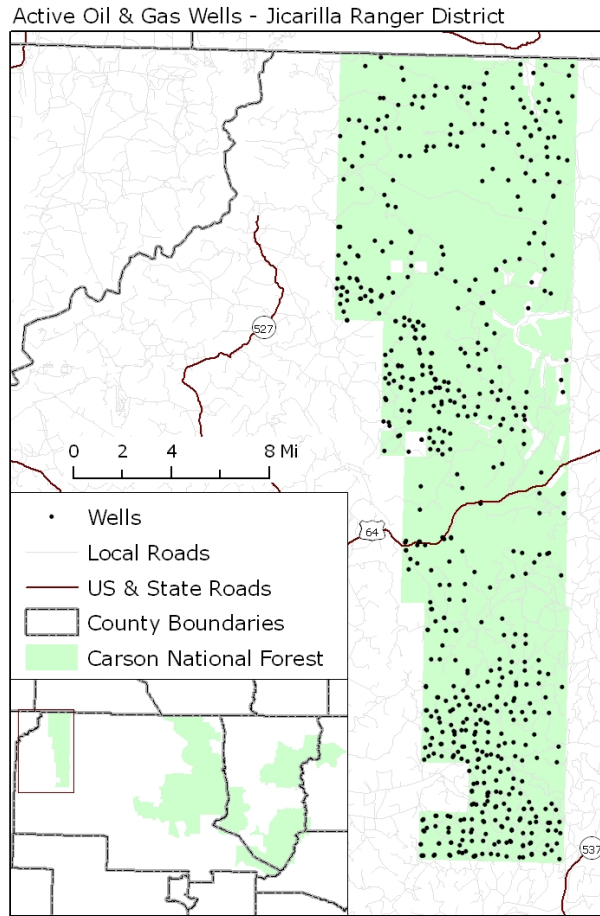 Active Oil & Gas Wells - Jicarilla Ranger District
527
0 2 4 8 Mi
Wells
64
Local Roads
US & State Roads
County Boundaries
Carson National Forest
537